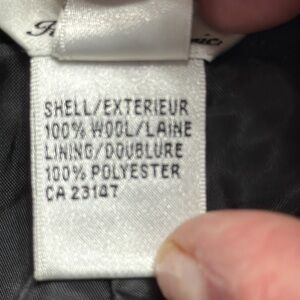 SHELL/EXTERIEUR
100% WOOL/LAINE
LINING/DOUBLURE
100% POLYESTER
CA 23147